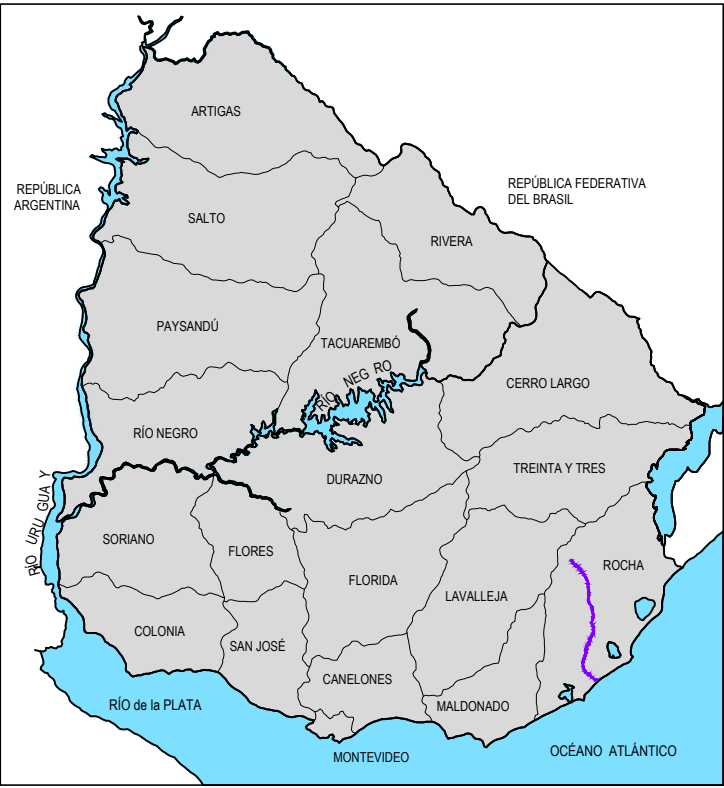 ARTIGAS
REPÚBLICA
ARGENTINA
REPÚBLICA FEDERATIVA
DEL BRASIL
SALTO
RIVERA
PAYSANDÚ
TACUAREMBÓ
RÍO NEG RO
CERRO LARGO
RÍO NEGRO
DURAZNO
TREINTA Y TRES
RÍO URU GUA Y
SORIANO
FLORES
FLORIDA
ROCHA
LAVALLEJA
COLONIA
SAN JOSÉ
CANELONES
RÍO de la PLATA
MALDONADO
MONTEVIDEO
OCÉANO ATLÁNTICO